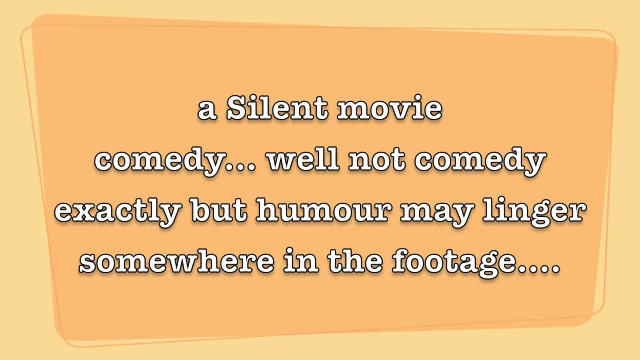 a Silent movie
comedy... well not comedy
exactly but humour may linger
somewhere in the footage....